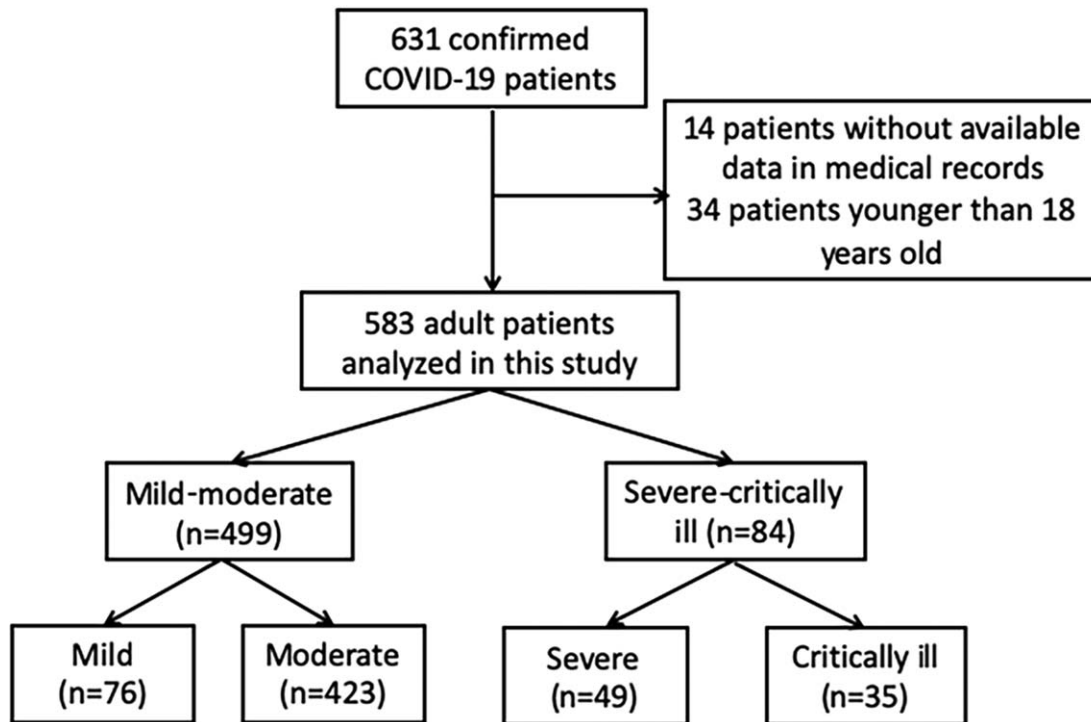 631 confirmed
COVID-19 patients
14 patients without available
data in medical records
34 patients younger than 18
years old
583 adult patients
analyzed in this study
Mild-moderate
(n=499)
Severe-critically
ill (n=84)
Mild
(n=76)
Moderate
(n=423)
Severe
(n=49)
Critically ill
(n=35)